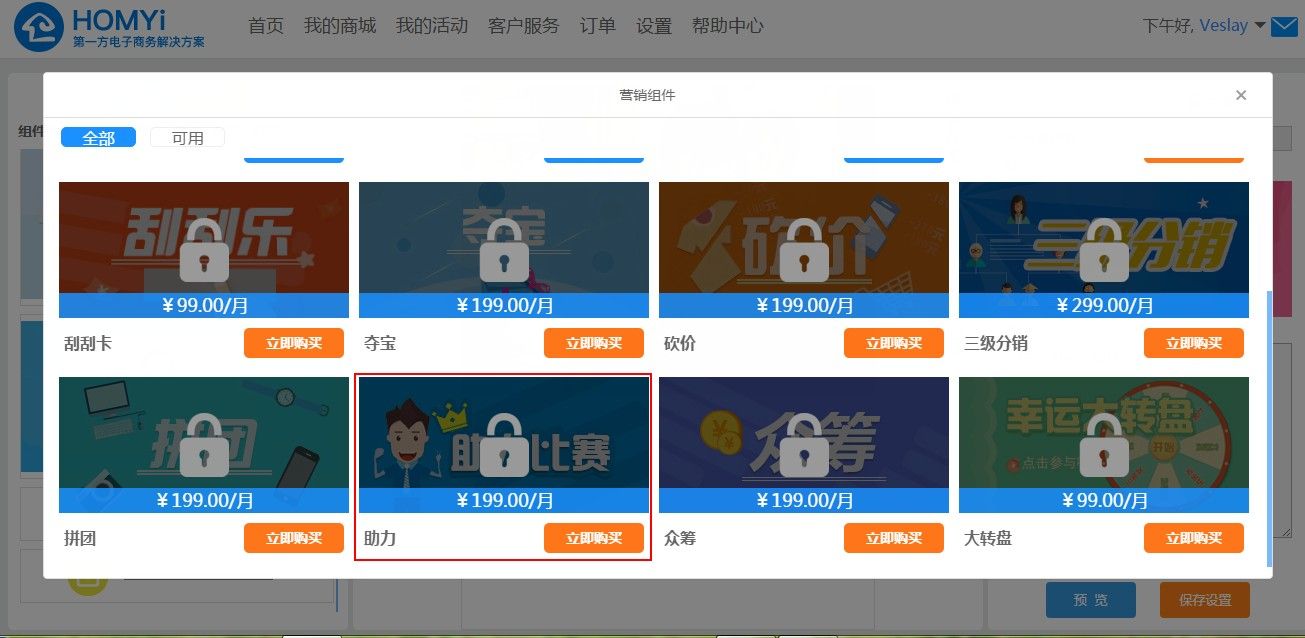 HOMYi
第一方电子商务解决方案
首页 我的商城 我的活动 客户服务 订单 设置 帮助中心
下午好, Veslay
营销组件
×
组件
全部 可用
刮刮乐
夺宝
砍价
三级分销
¥99.00/月 ¥199.00/月 ¥199.00/月 ¥299.00/月
刮刮卡 立即购买 夺宝 立即购买 砍价 立即购买 三级分销 立即购买
拼团
助力比赛
众筹
幸运大转盘
点击参与
开始
¥199.00/月 ¥199.00/月 ¥199.00/月 ¥99.00/月
拼团 立即购买 助力 立即购买 众筹 立即购买 大转盘 立即购买
预 览 保存设置